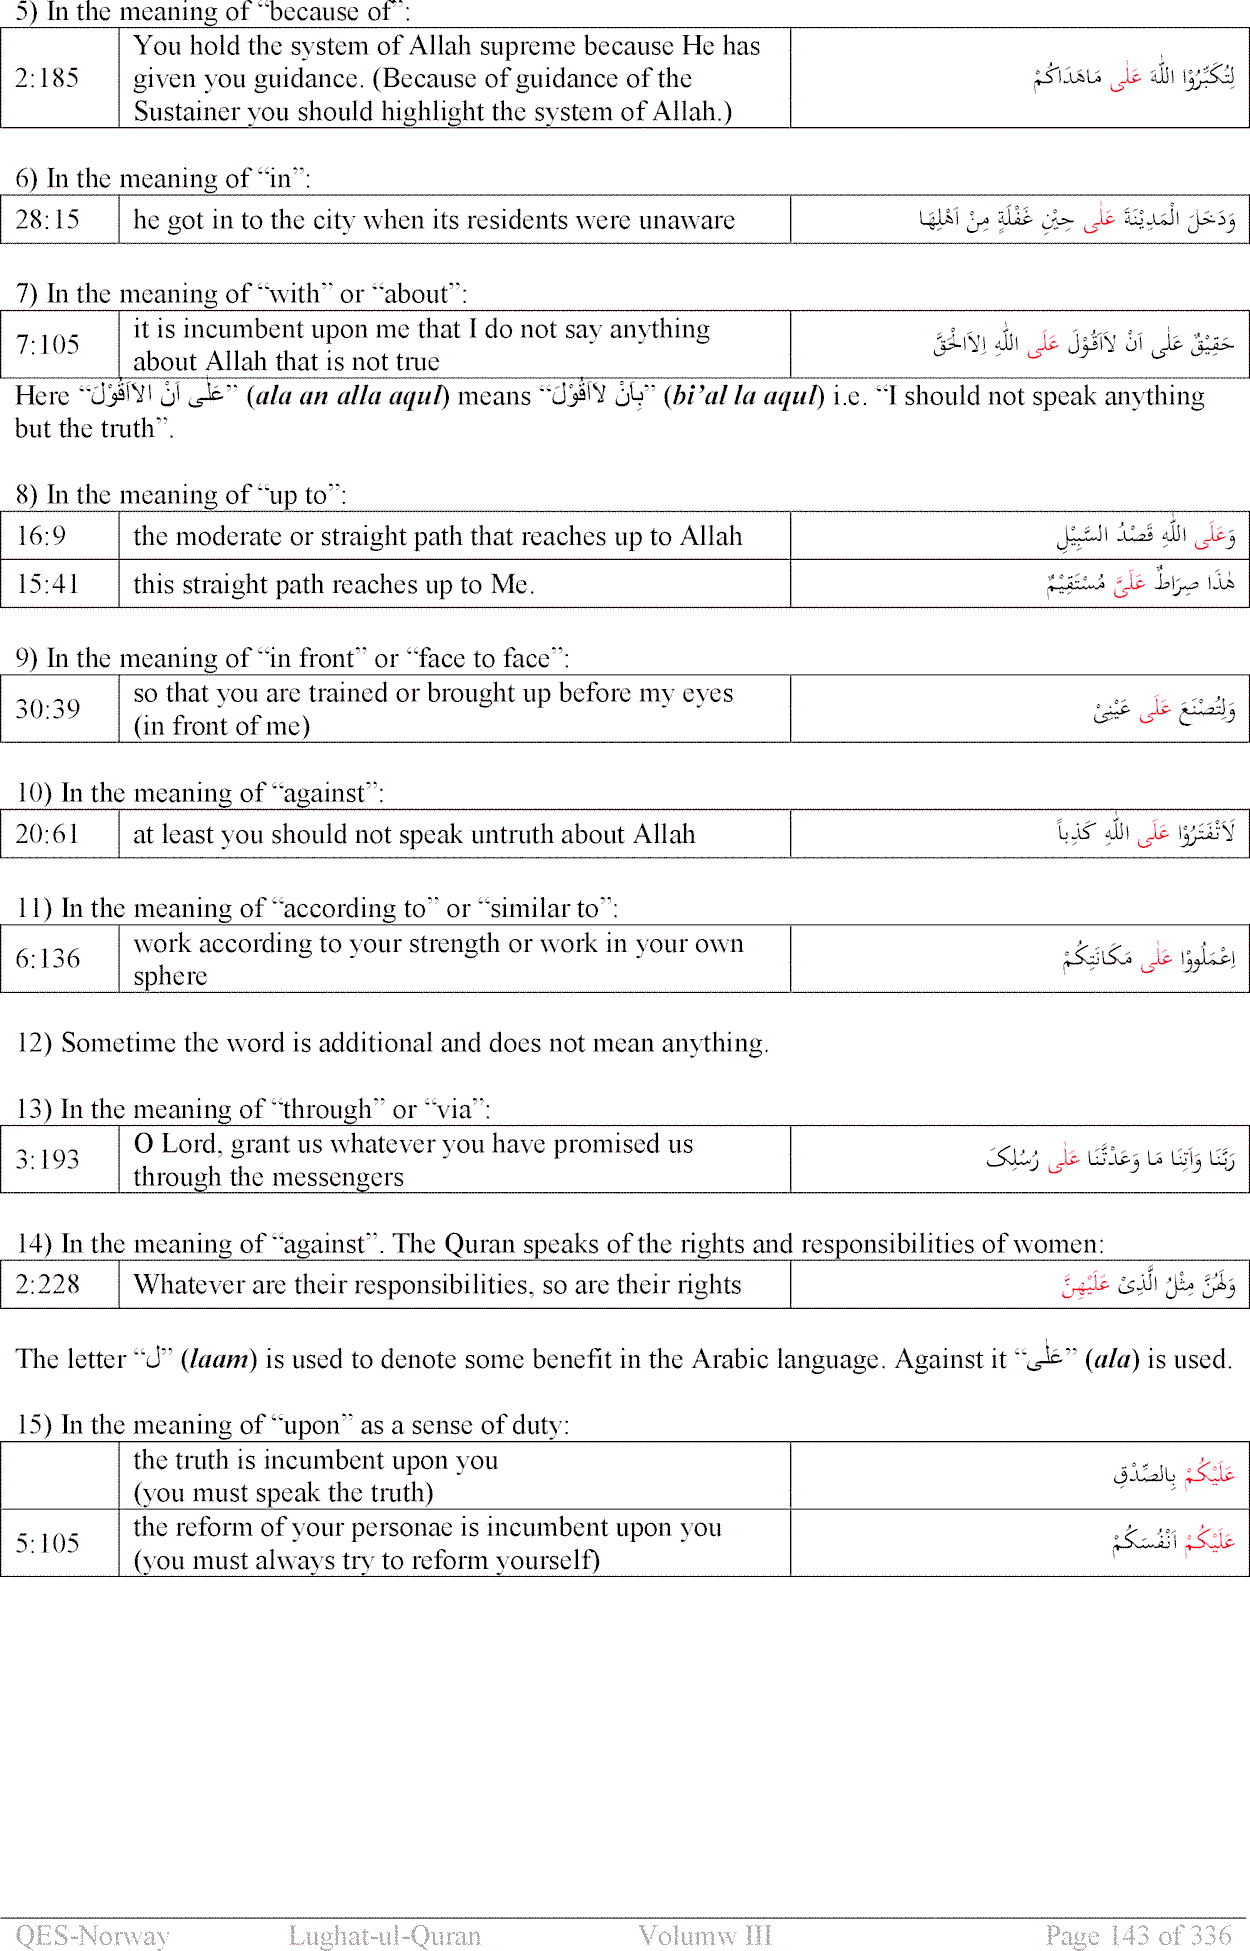 5) In the meaning of “because of”:
2:185
You hold the system of Allah supreme because He has
given you guidance. (Because of guidance of the
Sustainer you should highlight the system of Allah.)
لِتُكَبِّرُوْا اللّٰهَ عَلٰی مَاهَدَاكُمْ
6) In the meaning of “in”:
28:15
he got in to the city when its residents were unaware
وَدَخَلَ الْمَدِيْنَةَ عَلٰی حِيْنِ غَفْلَةٍ مِنْ اَهْلِهَا
7) In the meaning of “with” or “about”:
7:105
it is incumbent upon me that I do not say anything
about Allah that is not true
حَقِيْقٌ عَلٰی اَنْ لاَاَقُوْلَ عَلَی اللّٰهِ اِلاَالْحَقَّ
Here “عَلٰی اَنْ الاَاَقُوْلَ” (ala an alla aqul) means “بِاَنْ لاَاَقُوْلَ” (bi’al la aqul) i.e. “I should not speak anything
but the truth”.
8) In the meaning of “up to”:
16:9
the moderate or straight path that reaches up to Allah
وَعَلَی اللّٰهِ قَصْدُ السَّبِيْلِ
15:41
this straight path reaches up to Me.
هٰذَا صِرَاطٌ عَلَیَّ مُسْتَقِيْمٌ
9) In the meaning of “in front” or “face to face”:
30:39
so that you are trained or brought up before my eyes
(in front of me)
وَلِتُصْنَعَ عَلَی عَيْنِیْ
10) In the meaning of “against”:
20:61
at least you should not speak untruth about Allah
لَاتَفْتَرُوْا عَلَی اللّٰهِ كَذِباً
11) In the meaning of “according to” or “similar to”:
6:136
work according to your strength or work in your own
sphere
اِعْمَلُووْا عَلٰی مَكَانَتِكُمْ
12) Sometime the word is additional and does not mean anything.
13) In the meaning of “through” or “via”:
3:193
O Lord, grant us whatever you have promised us
through the messengers
رَبَّنَا وَاٰتِنَا مَا وَعَدْتَّنَا عَلٰی رُسُلِکَ
14) In the meaning of “against”. The Quran speaks of the rights and responsibilities of women:
2:228
Whatever are their responsibilities, so are their rights
وَلَهُنَّ مِثْلُ الَّذِیْ عَلَيْهِنَّ
The letter “ل” (laam) is used to denote some benefit in the Arabic language. Against it “عَلٰی” (ala) is used.
15) In the meaning of “upon” as a sense of duty:
the truth is incumbent upon you
(you must speak the truth)
عَلَيْكُمْ بِالصِّدْقِ
5:105
the reform of your personae is incumbent upon you
(you must always try to reform yourself)
عَلَيْكُمْ اَنْفُسَكُمْ
QES-Norway Lughat-ul-Quran Volumw III Page 143 of 336